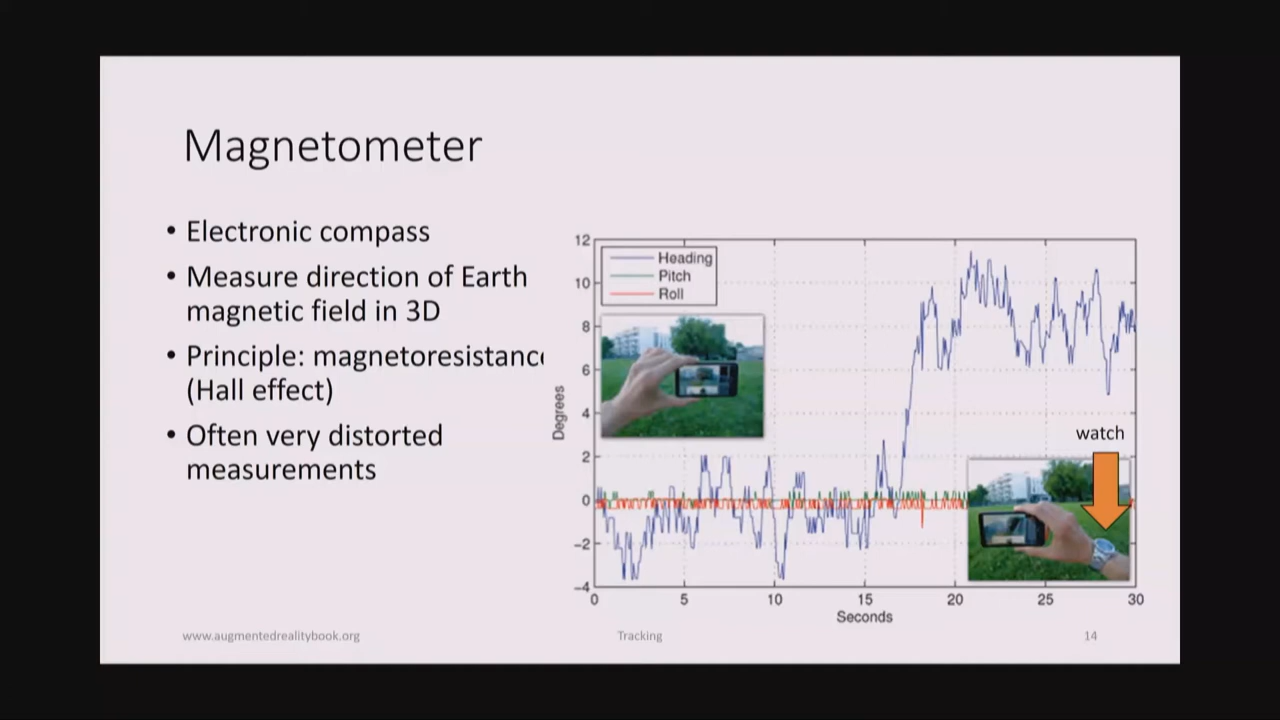 Magnetometer
• Electronic compass
• Measure direction of Earth
magnetic field in 3D
• Principle: magnetoresistance
(Hall effect)
• Often very distorted
measurements
12
10
8
6
4
2
0
−2
−4
Degrees
Heading
Pitch
Roll
watch
0 5 10 15 20 25 30
Seconds
www.augmentedrealitybook.org Tracking 14